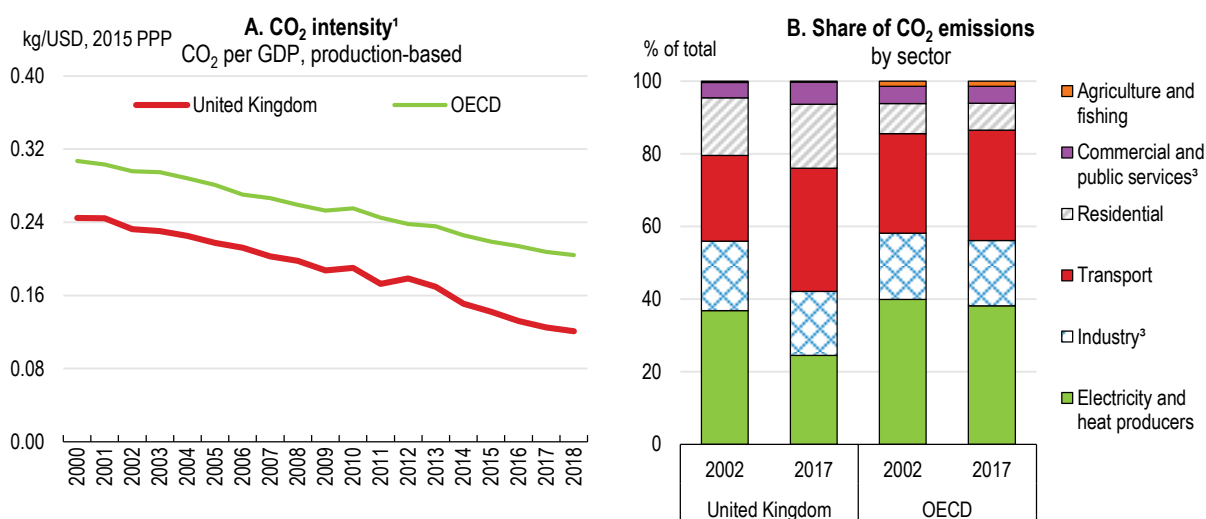 A. CO₂ intensity¹
kg/USD, 2015 PPP
CO₂ per GDP, production-based
0.40
United Kingdom
OECD
0.32
0.24
0.16
0.08
0.00
2000
2001
2002
2003
2004
2005
2006
2007
2008
2009
2010
2011
2012
2013
2014
2015
2016
2017
2018
B. Share of CO₂ emissions
by sector
% of total
100
80
60
40
20
0
2002
2017
2002
2017
United Kingdom
OECD
Agriculture and
fishing
Commercial and
public services³
Residential
Transport
Industry³
Electricity and
heat producers